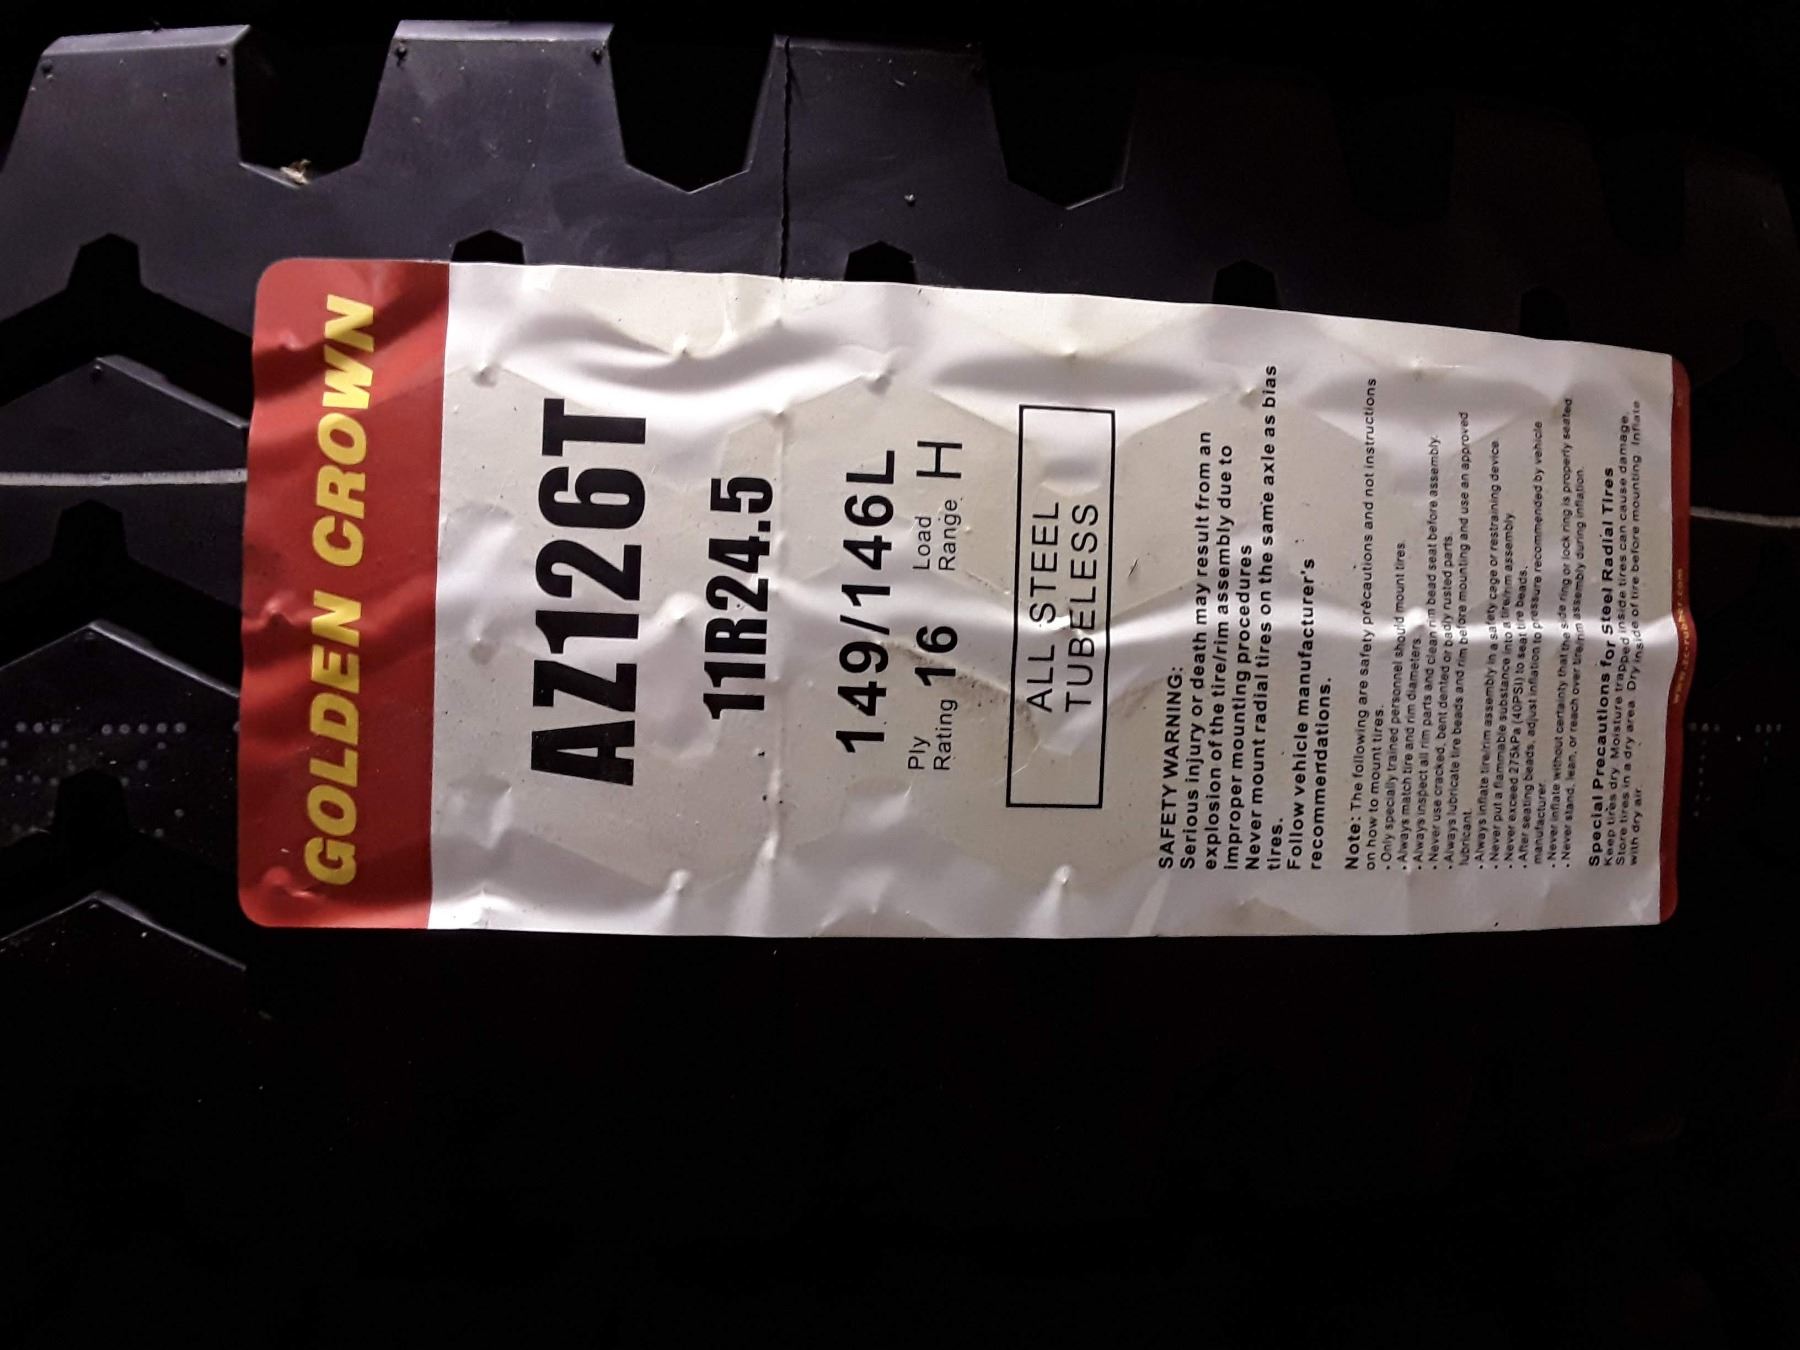 GOLDEN CROWN
AZ126T
11R24.5
149/146L
Ply Rating 16 Load Range H
ALL STEEL
TUBELESS
SAFETY WARNING:
Serious injury or death may result from an
explosion of the tire/rim assembly due to
improper mounting procedures
Never mount radial tires on the same axle as bias
tires.
Follow vehicle manufacturer's
recommendations.
Note: The following are safety precautions and not instructions
on how to mount tires.
· Only specially trained personnel should mount tires.
· Always match tire and rim diameters.
· Always inspect all rim parts and clean rim bead seat before assembly.
· Never use cracked, bent dented or badly rusted parts.
· Always lubricate tire beads and rim before mounting and use an approved
lubricant.
· Always inflate tire/rim assembly in a safety cage or restraining device.
· Never put a flammable substance into a tire/rim assembly.
· Never exceed 275kPa (40PSI) to seat tire beads.
· After seating beads, adjust inflation to pressure recommended by vehicle
manufacturer.
· Never inflate without certainty that the side ring or lock ring is properly seated
· Never stand, lean, or reach over tire/rim assembly during inflation.
Special Precautions for Steel Radial Tires
Keep tires dry. Moisture trapped inside tires can cause damage.
Store tires in a dry area. Dry inside of tire before mounting. Inflate
with dry air.